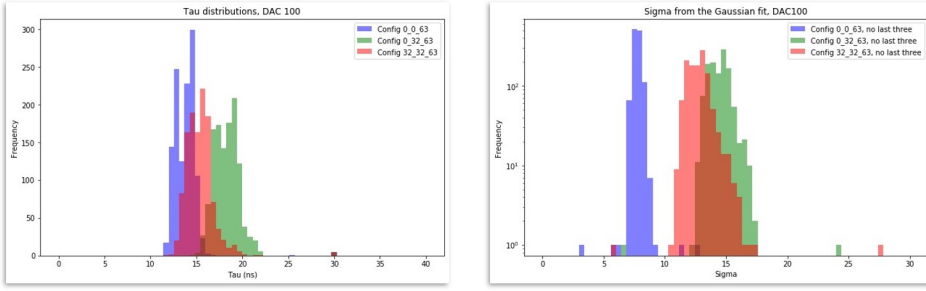 Tau distributions, DAC 100
Config 0_0_63
Config 0_32_63
Config 32_32_63
300
250
200
150
100
50
0
Frequency
0 5 10 15 20 25 30 35 40
Tau (ns)
Sigma from the Gaussian fit, DAC100
Config 0_0_63, no last three
Config 0_32_63, no last three
Config 32_32_63, no last three
10²
10¹
10⁰
Frequency
0 5 10 15 20 25 30
Sigma